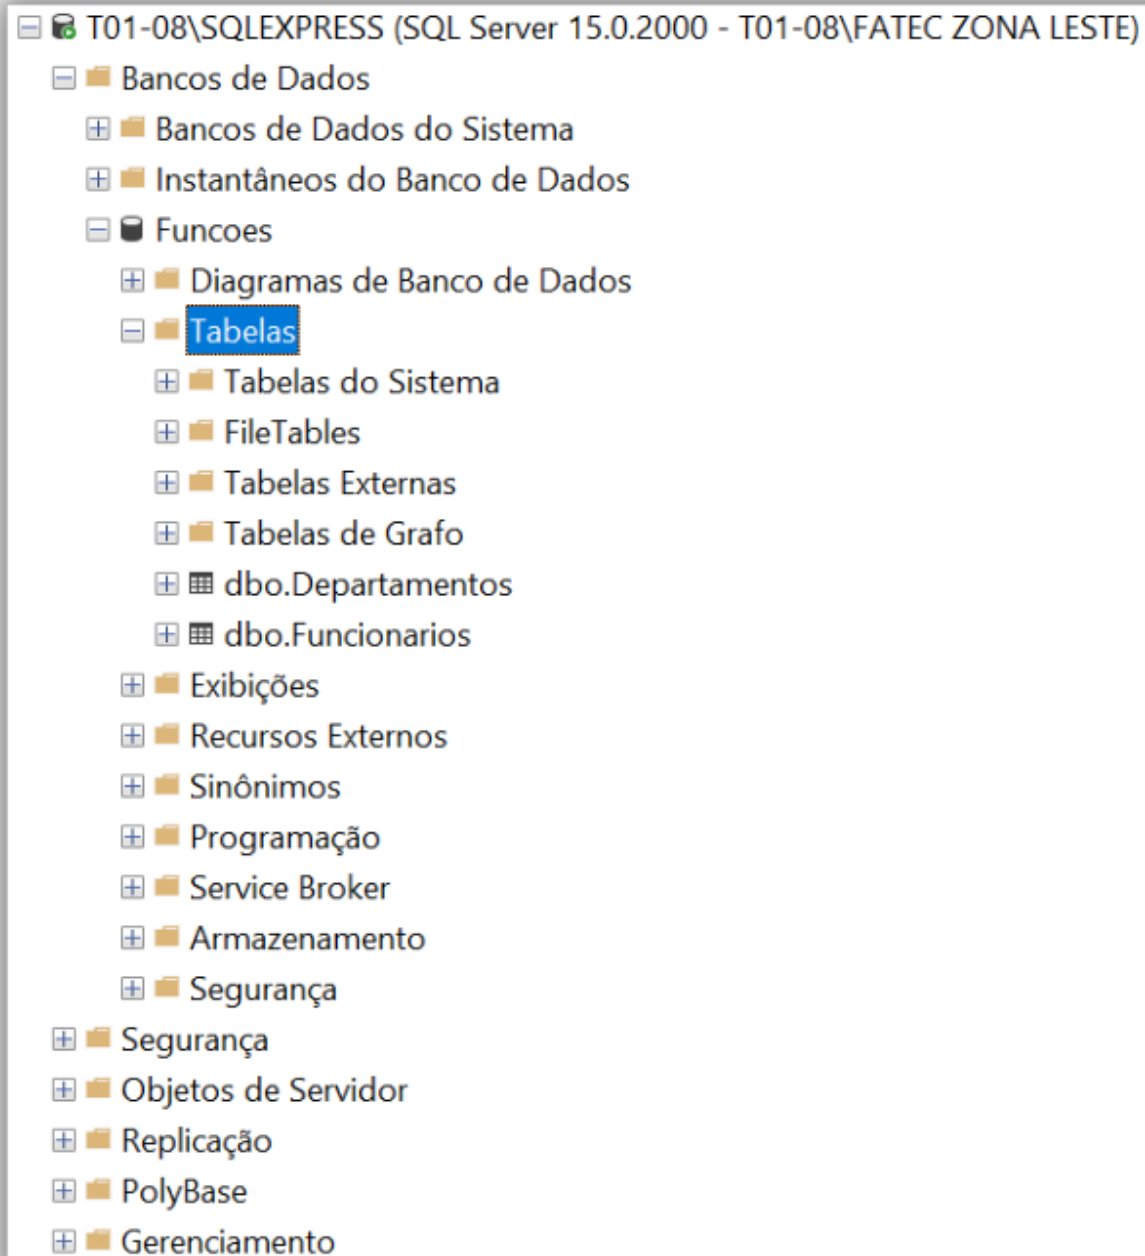 T01-08\SQLEXPRESS (SQL Server 15.0.2000 - T01-08\FATEC ZONA LESTE)
Bancos de Dados
Bancos de Dados do Sistema
Instantâneos do Banco de Dados
Funcoes
Diagramas de Banco de Dados
Tabelas
Tabelas do Sistema
FileTables
Tabelas Externas
Tabelas de Grafo
dbo.Departamentos
dbo.Funcionarios
Exibições
Recursos Externos
Sinônimos
Programação
Service Broker
Armazenamento
Segurança
Segurança
Objetos de Servidor
Replicação
PolyBase
Gerenciamento